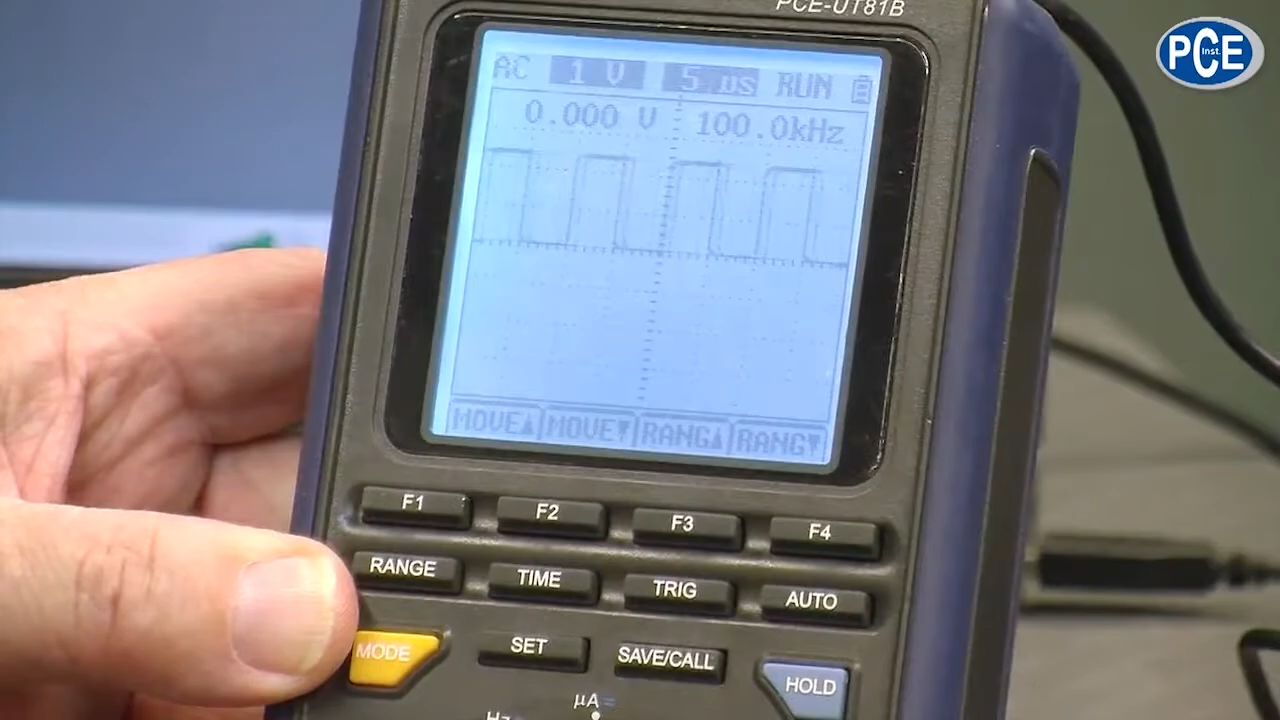 PCE-UT81B
PCE
Inst.
AC 1 V 5 µs RUN
0.000 V 100.0kHz
MOVE▲ MOVE▼ RANG▲ RANG▼
F1 F2 F3 F4
RANGE TIME TRIG AUTO
MODE SET SAVE/CALL HOLD
µA
Hz